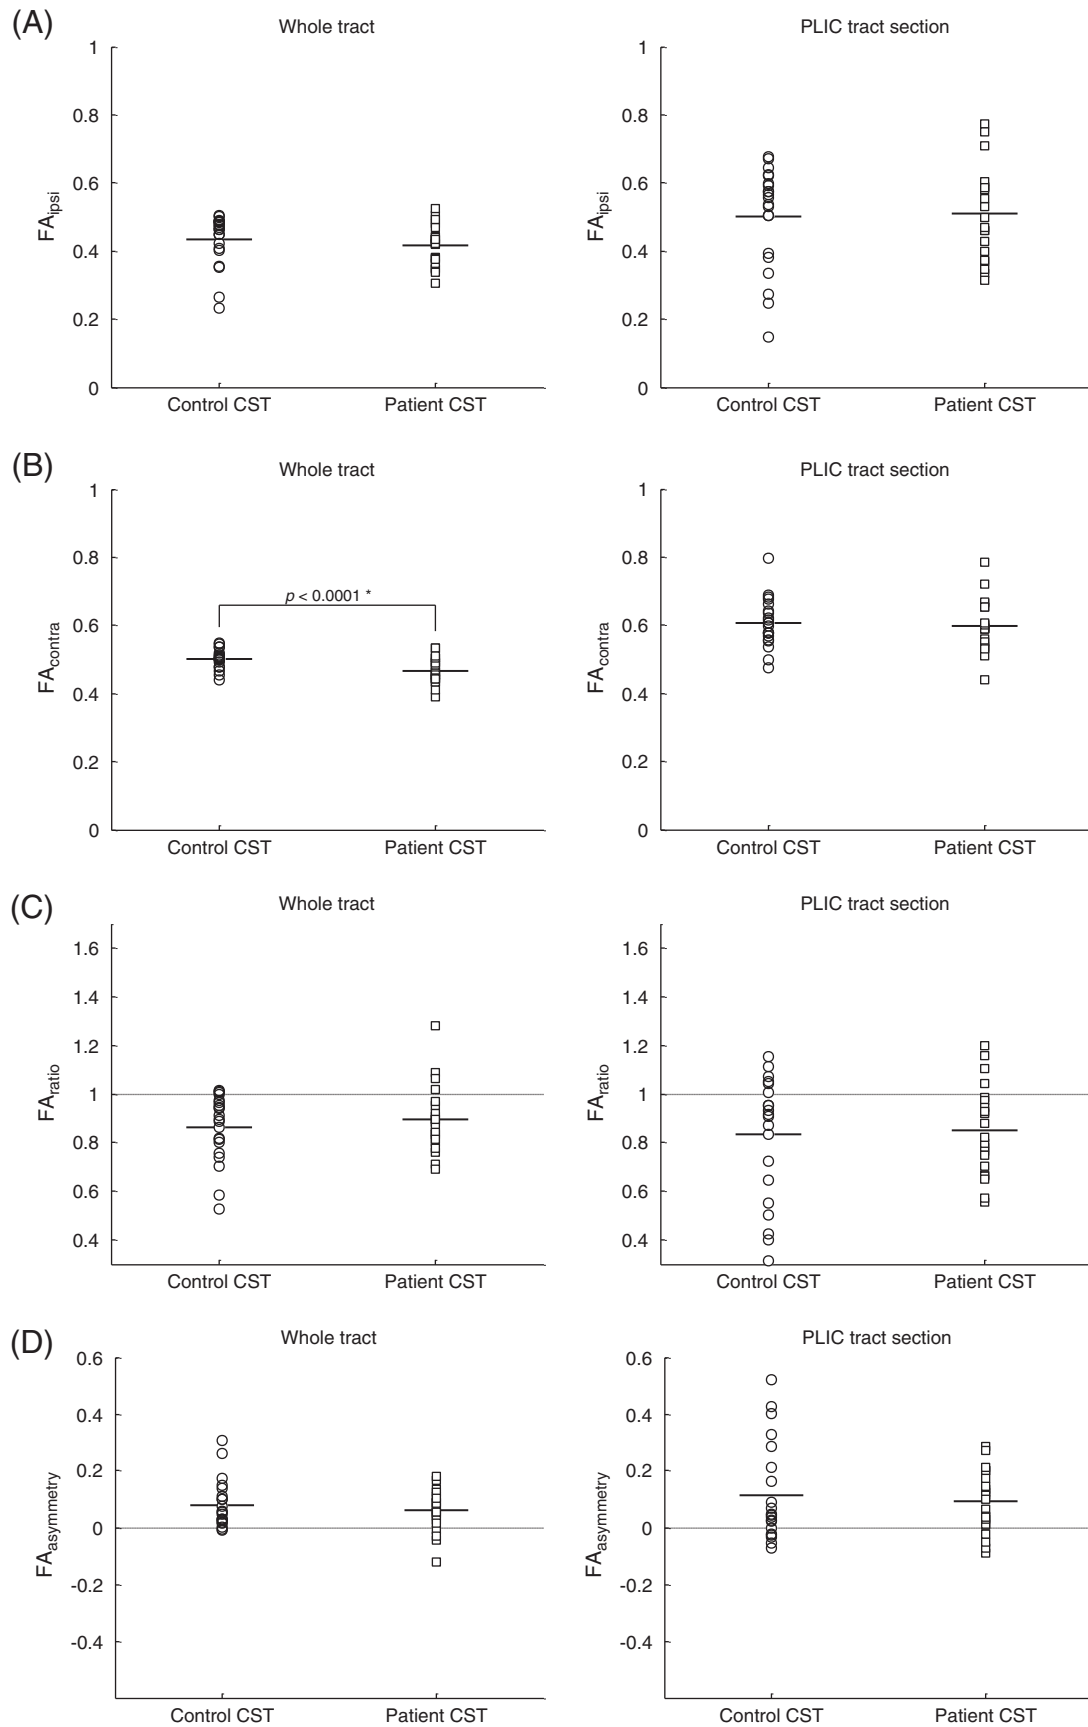 (A)
Whole tract
PLIC tract section
1
0.8
0.6
0.4
0.2
0
FAipsi
Control CST
Patient CST
1
0.8
0.6
0.4
0.2
0
FAipsi
Control CST
Patient CST
(B)
Whole tract
PLIC tract section
1
0.8
0.6
0.4
0.2
0
FAcontra
p < 0.0001 *
Control CST
Patient CST
1
0.8
0.6
0.4
0.2
0
FAcontra
Control CST
Patient CST
(C)
Whole tract
PLIC tract section
1.6
1.4
1.2
1
0.8
0.6
0.4
FAratio
Control CST
Patient CST
1.6
1.4
1.2
1
0.8
0.6
0.4
FAratio
Control CST
Patient CST
(D)
Whole tract
PLIC tract section
0.6
0.4
0.2
0
-0.2
-0.4
FAasymmetry
Control CST
Patient CST
0.6
0.4
0.2
0
-0.2
-0.4
FAasymmetry
Control CST
Patient CST